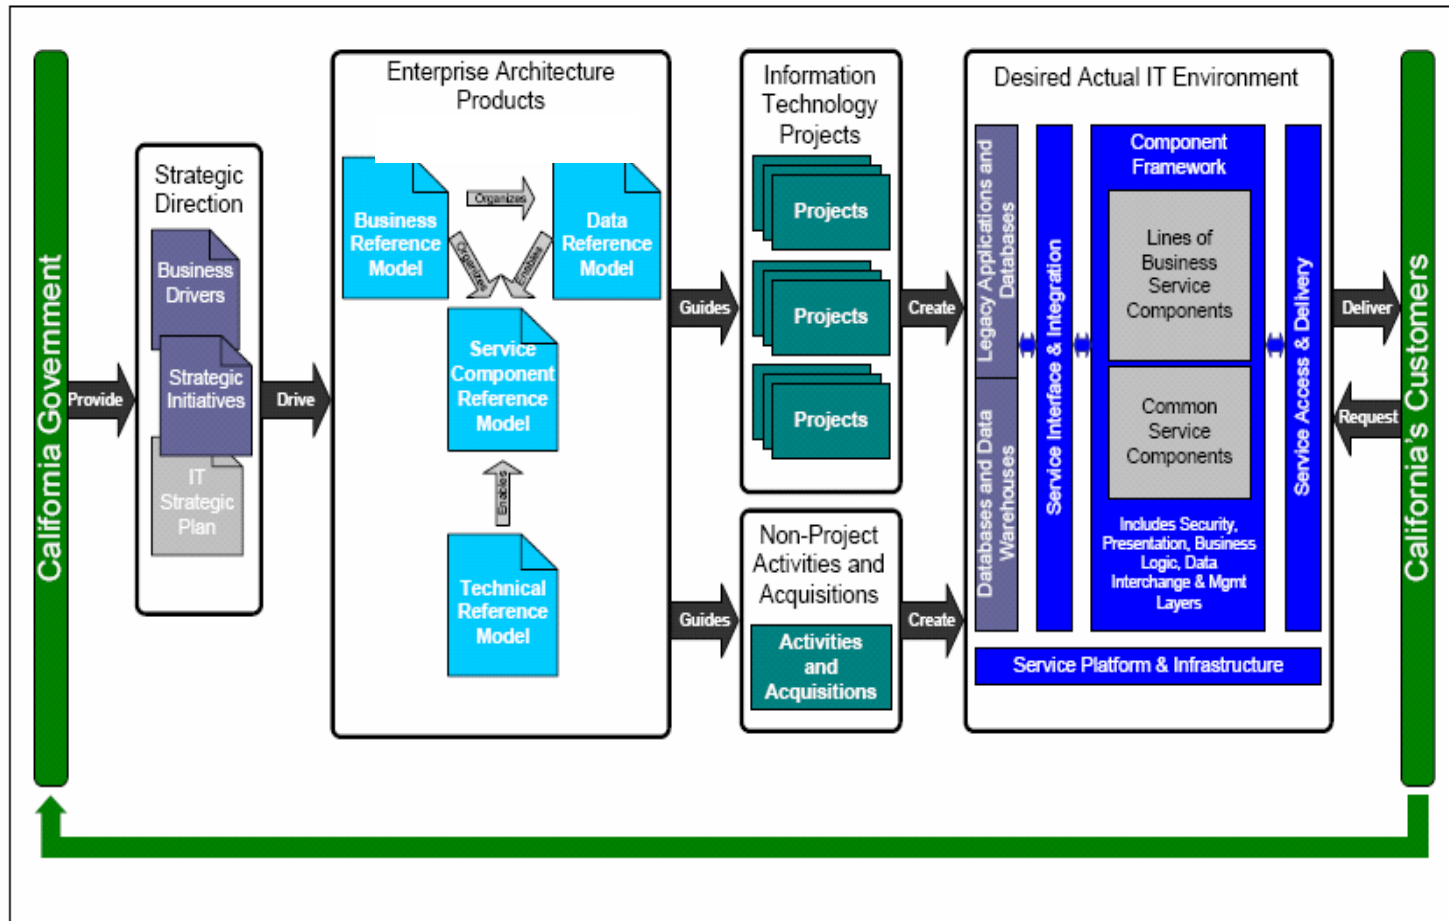 California Government
Provide
Strategic
Direction
Business
Drivers
Strategic
Initiatives
IT
Strategic
Plan
Drive
Enterprise Architecture
Products
Business
Reference
Model
Organizes
Data
Reference
Model
Organizes
Enables
Service
Component
Reference
Model
Enables
Technical
Reference
Model
Guides
Guides
Information
Technology
Projects
Projects
Projects
Projects
Non-Project
Activities and
Acquisitions
Activities
and
Acquisitions
Create
Create
Desired Actual IT Environment
Legacy Applications and
Databases
Databases and Data
Warehouses
Service Interface & Integration
Component
Framework
Lines of
Business
Service
Components
Common
Service
Components
Includes Security,
Presentation, Business
Logic, Data
Interchange & Mgmt
Layers
Service Access & Delivery
Service Platform & Infrastructure
Deliver
Request
California's Customers